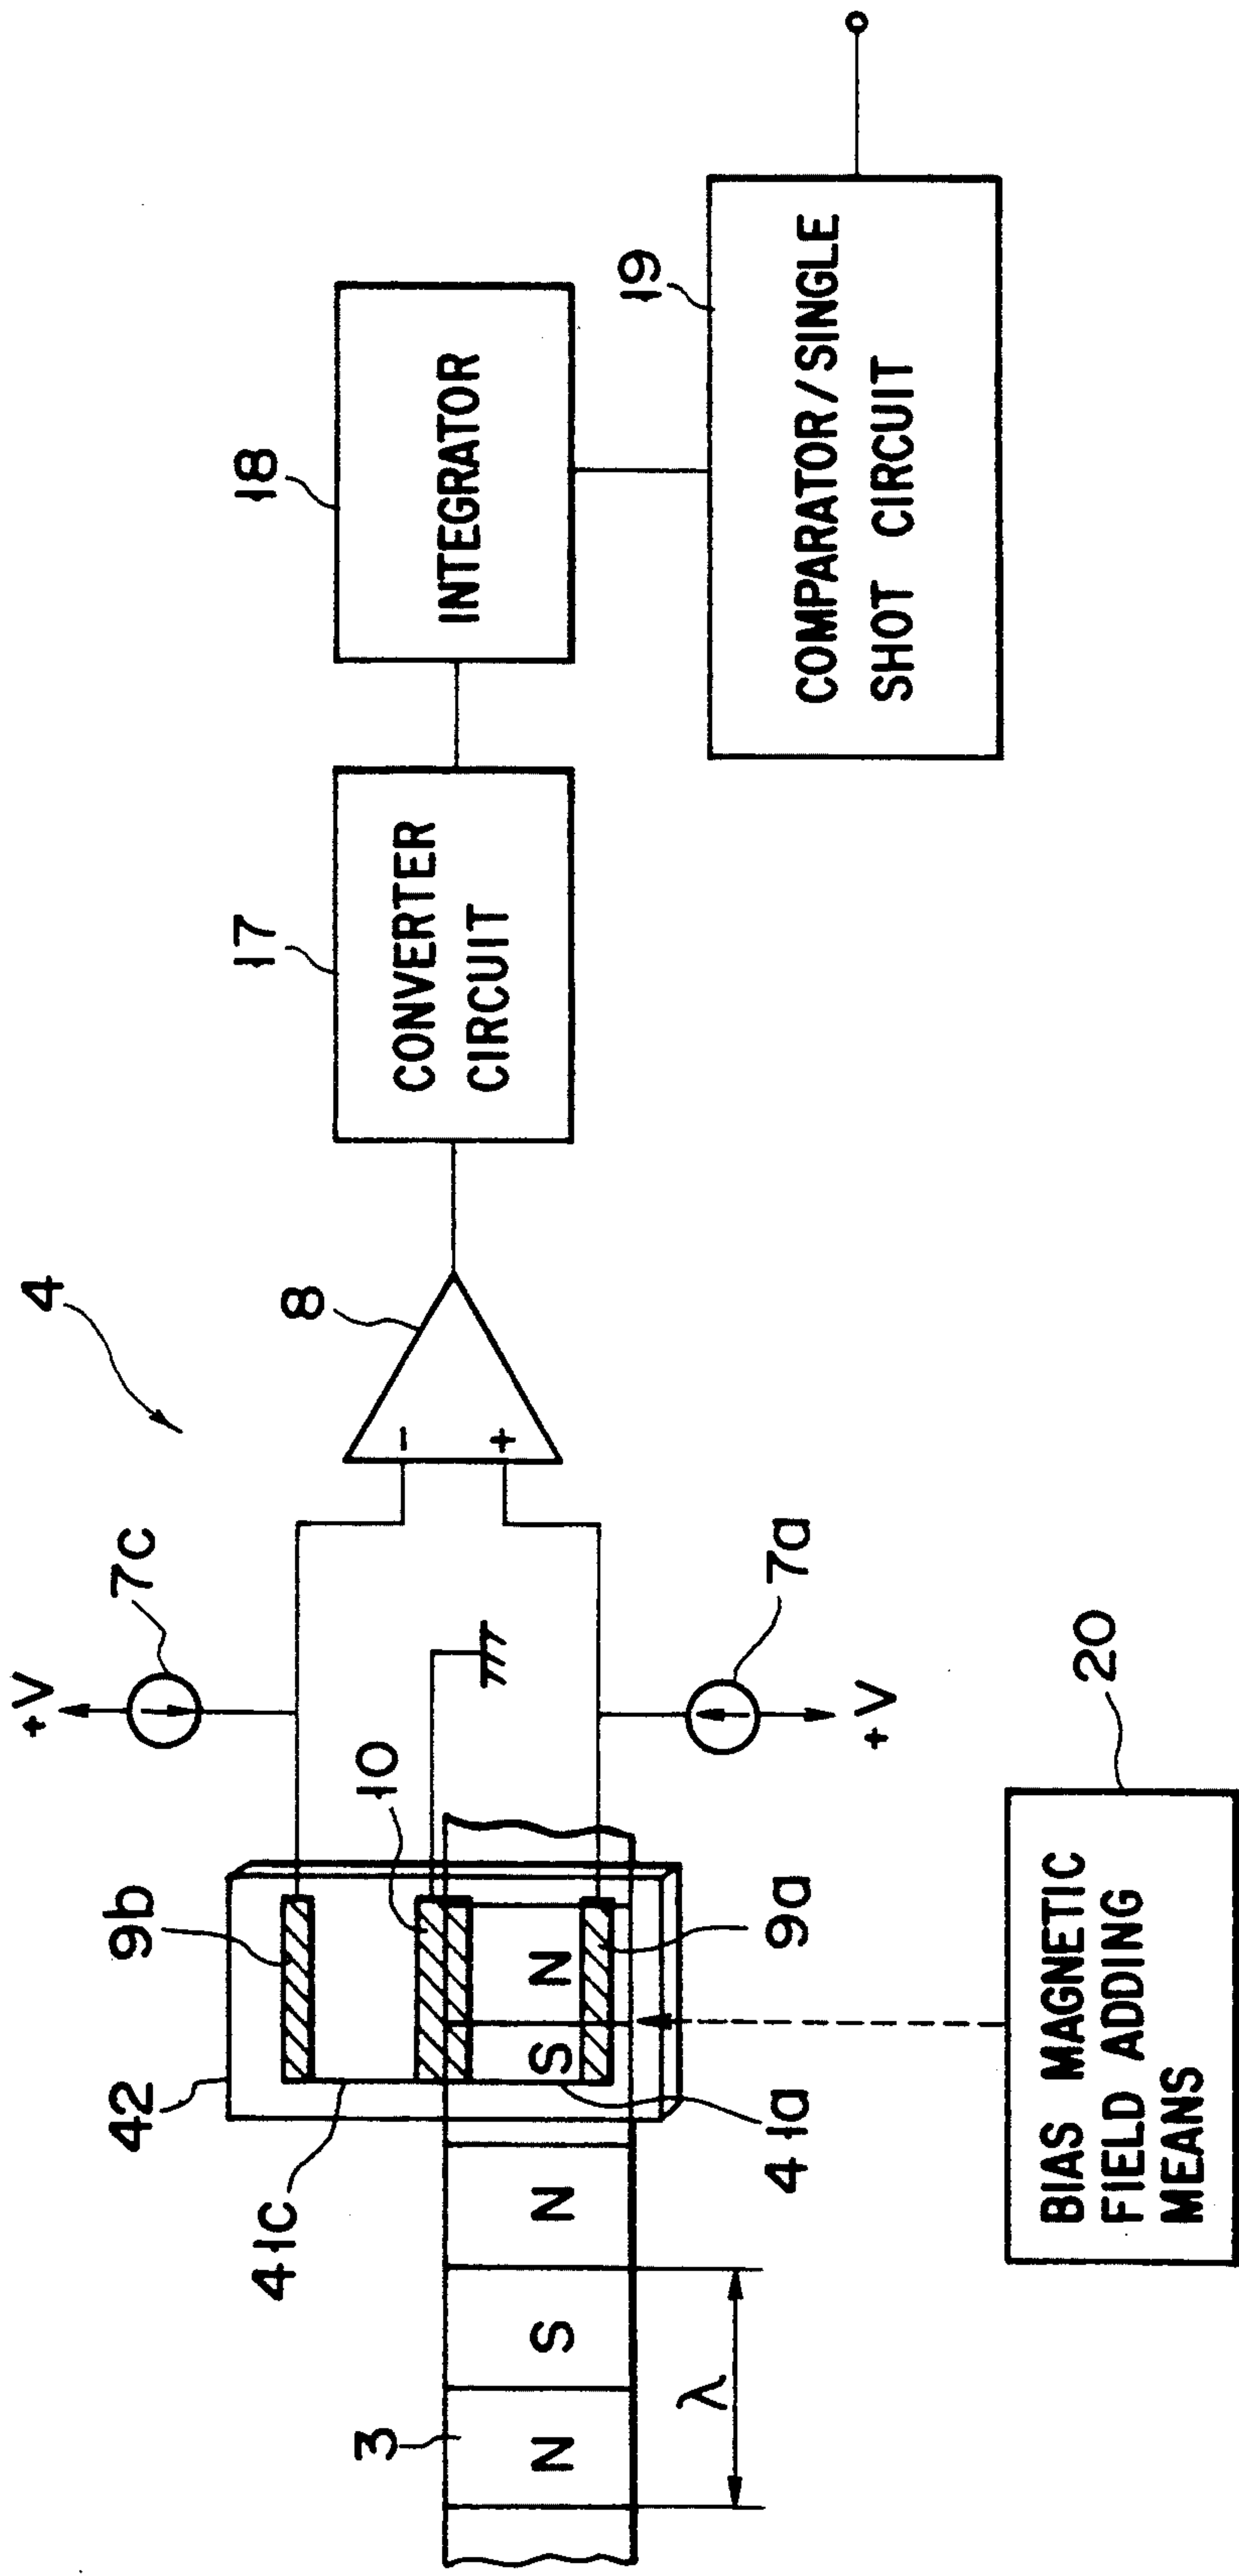 4
+V
7c
8
17
CONVERTER
CIRCUIT
18
INTEGRATOR
19
COMPARATOR/SINGLE
SHOT CIRCUIT
42
9b
10
41c
3
N
S
N
S
N
λ
41a
9a
7a
+V
- 
+
20
BIAS MAGNETIC
FIELD ADDING
MEANS